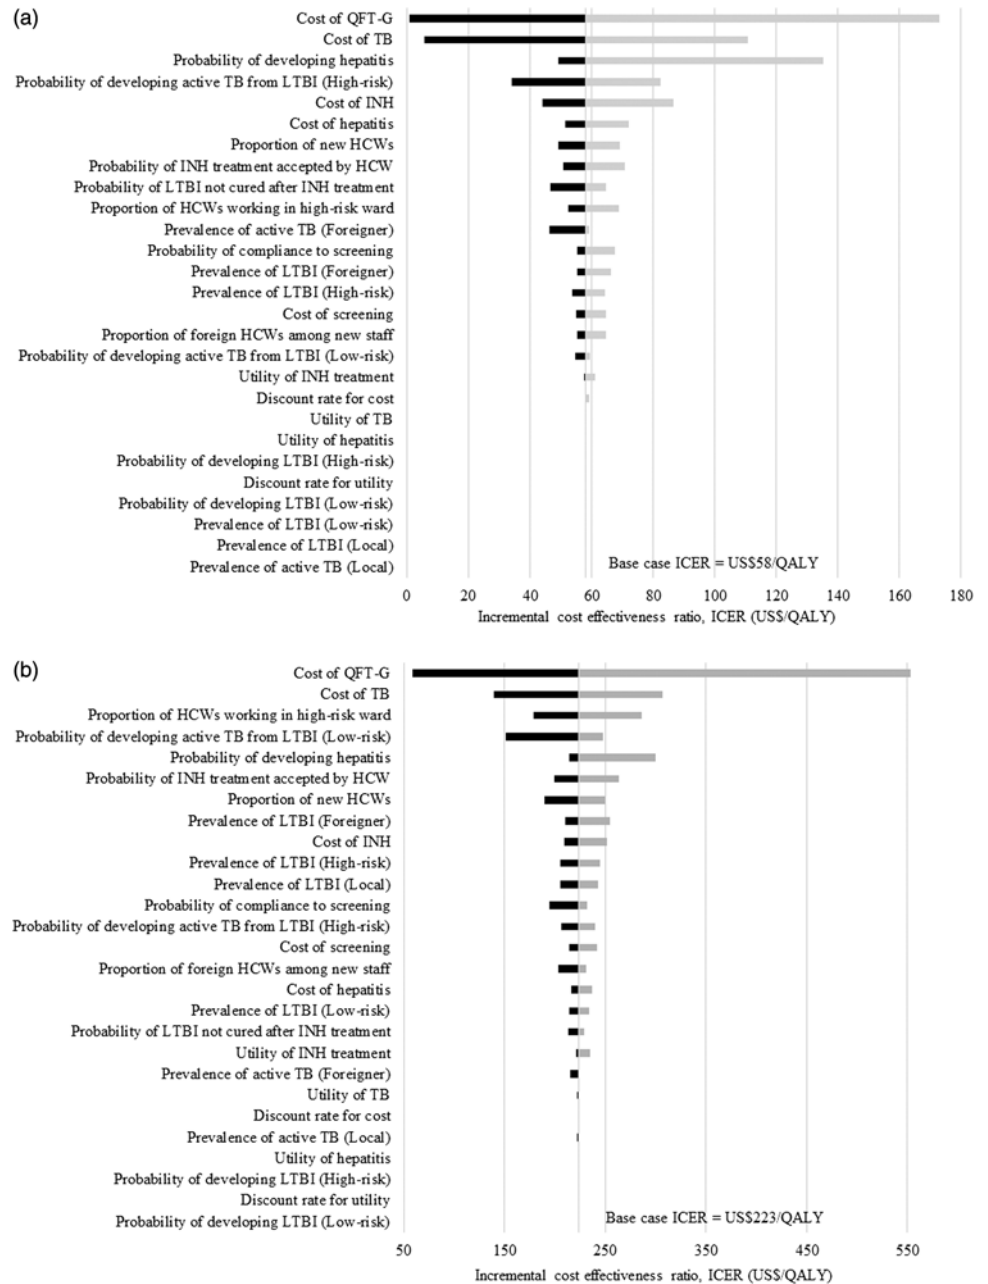 (a)
Cost of QFT-G
Cost of TB
Probability of developing hepatitis
Probability of developing active TB from LTBI (High-risk)
Cost of INH
Cost of hepatitis
Proportion of new HCWs
Probability of INH treatment accepted by HCW
Probability of LTBI not cured after INH treatment
Proportion of HCWs working in high-risk ward
Prevalence of active TB (Foreigner)
Probability of compliance to screening
Prevalence of LTBI (Foreigner)
Prevalence of LTBI (High-risk)
Cost of screening
Proportion of foreign HCWs among new staff
Probability of developing active TB from LTBI (Low-risk)
Utility of INH treatment
Discount rate for cost
Utility of TB
Utility of hepatitis
Probability of developing LTBI (High-risk)
Discount rate for utility
Probability of developing LTBI (Low-risk)
Prevalence of LTBI (Low-risk)
Prevalence of LTBI (Local)
Prevalence of active TB (Local)
Base case ICER = US$58/QALY
0 20 40 60 80 100 120 140 160 180
Incremental cost effectiveness ratio, ICER (US$/QALY)
(b)
Cost of QFT-G
Cost of TB
Proportion of HCWs working in high-risk ward
Probability of developing active TB from LTBI (Low-risk)
Probability of developing hepatitis
Probability of INH treatment accepted by HCW
Proportion of new HCWs
Prevalence of LTBI (Foreigner)
Cost of INH
Prevalence of LTBI (High-risk)
Prevalence of LTBI (Local)
Probability of compliance to screening
Probability of developing active TB from LTBI (High-risk)
Cost of screening
Proportion of foreign HCWs among new staff
Cost of hepatitis
Prevalence of LTBI (Low-risk)
Probability of LTBI not cured after INH treatment
Utility of INH treatment
Prevalence of active TB (Foreigner)
Utility of TB
Discount rate for cost
Prevalence of active TB (Local)
Utility of hepatitis
Probability of developing LTBI (High-risk)
Discount rate for utility
Probability of developing LTBI (Low-risk)
Base case ICER = US$223/QALY
50 150 250 350 450 550
Incremental cost effectiveness ratio, ICER (US$/QALY)